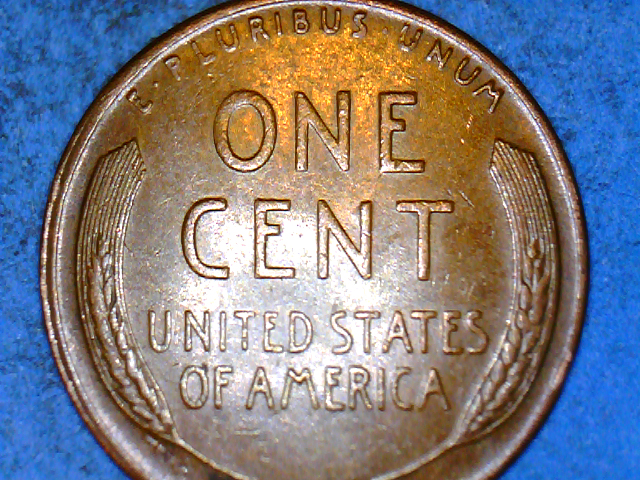 E·PLURIBUS·UNUM
ONE
CENT
UNITED STATES
OF AMERICA